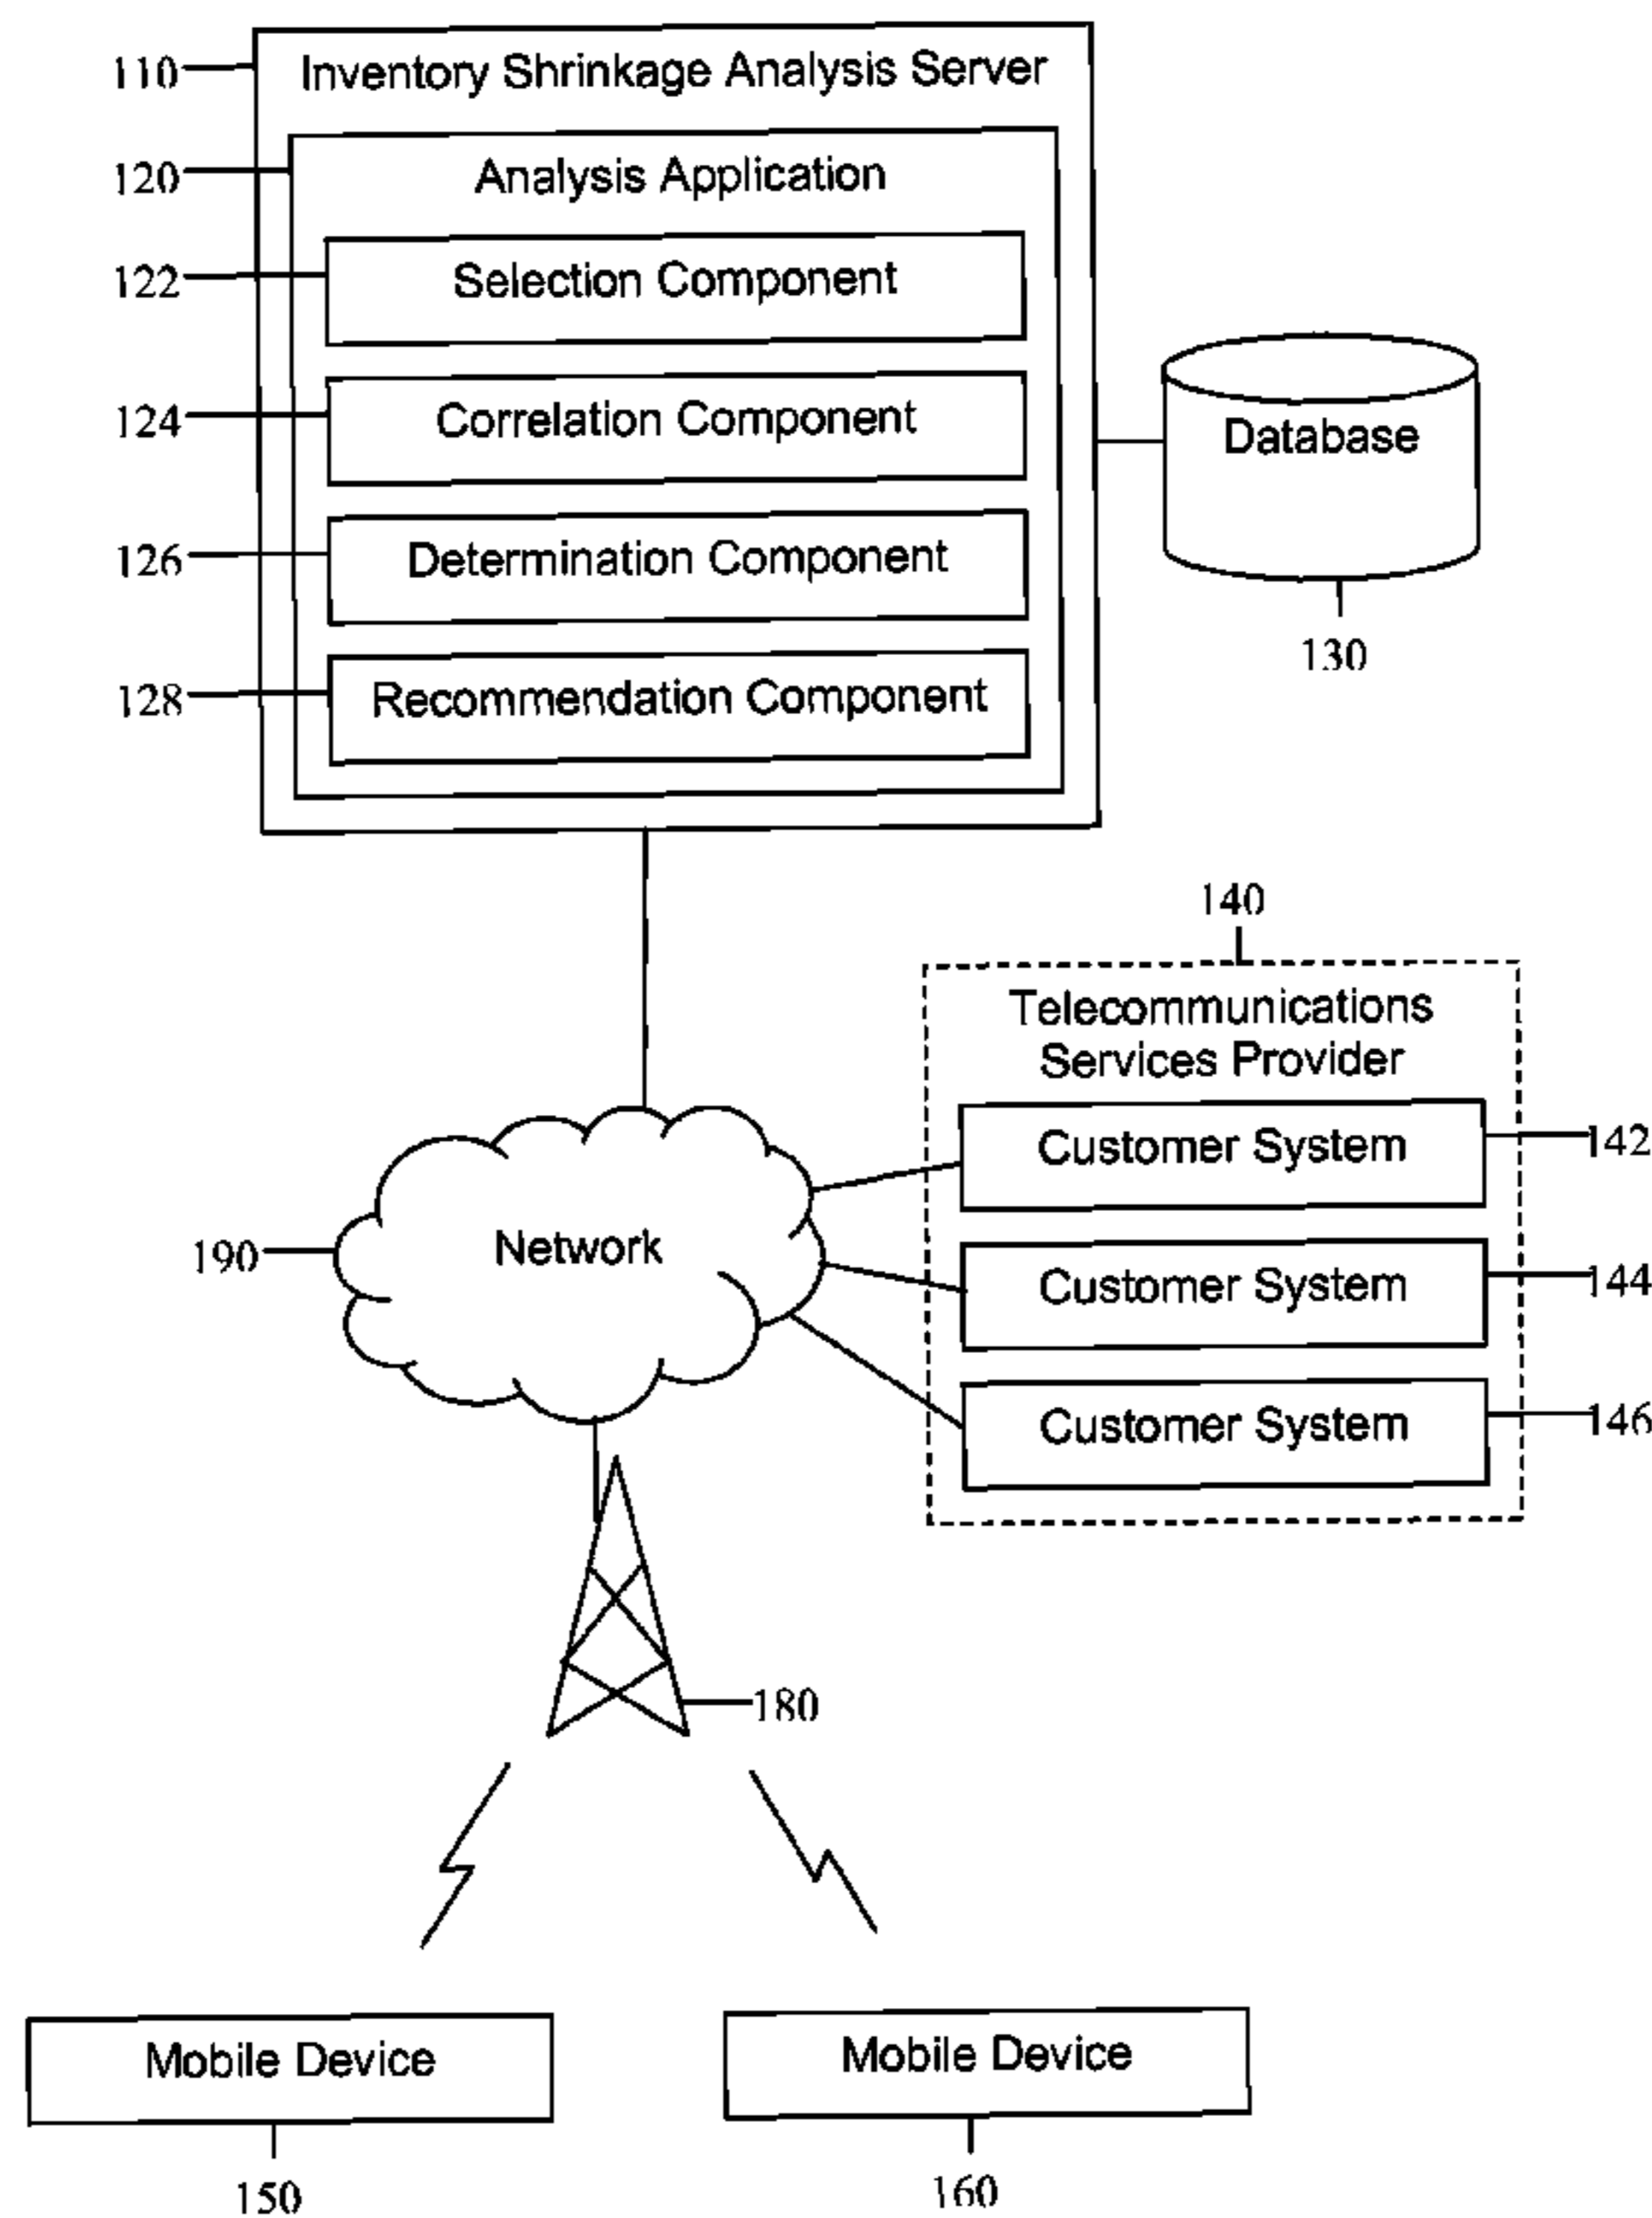 110 Inventory Shrinkage Analysis Server
120 Analysis Application
122 Selection Component
124 Correlation Component
Database
126 Determination Component
130
128 Recommendation Component
140
Telecommunications
Services Provider
Customer System 142
190 Network
Customer System 144
Customer System 146
180
Mobile Device
Mobile Device
150
160